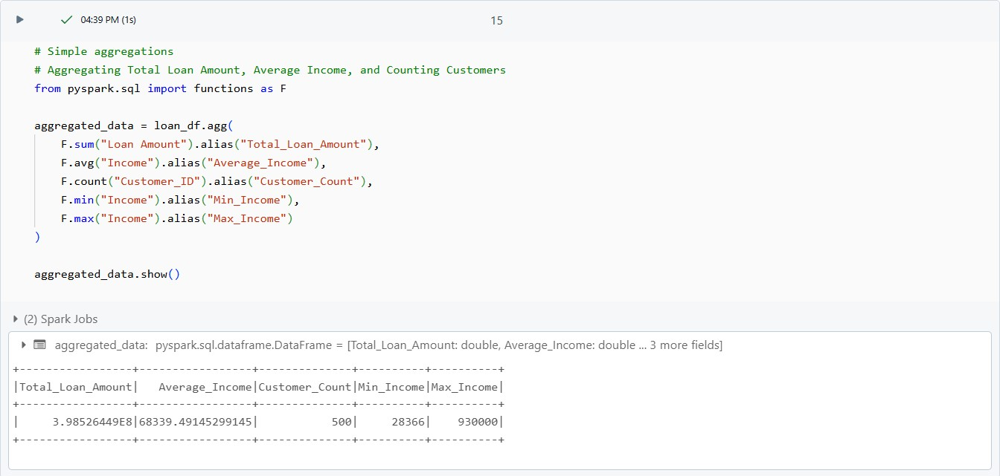 04:39 PM (1s) 15
# Simple aggregations
# Aggregating Total Loan Amount, Average Income, and Counting Customers
from pyspark.sql import functions as F
aggregated_data = loan_df.agg(
    F.sum("Loan Amount").alias("Total_Loan_Amount"),
    F.avg("Income").alias("Average_Income"),
    F.count("Customer_ID").alias("Customer_Count"),
    F.min("Income").alias("Min_Income"),
    F.max("Income").alias("Max_Income")
)
aggregated_data.show()
(2) Spark Jobs
aggregated_data: pyspark.sql.dataframe.DataFrame = [Total_Loan_Amount: double, Average_Income: double ... 3 more fields]
+-----------------+-----------------+--------------+----------+----------+
|Total_Loan_Amount|   Average_Income|Customer_Count|Min_Income|Max_Income|
+-----------------+-----------------+--------------+----------+----------+
|     3.98526449E8|68339.49145299145|           500|     28366|    930000|
+-----------------+-----------------+--------------+----------+----------+